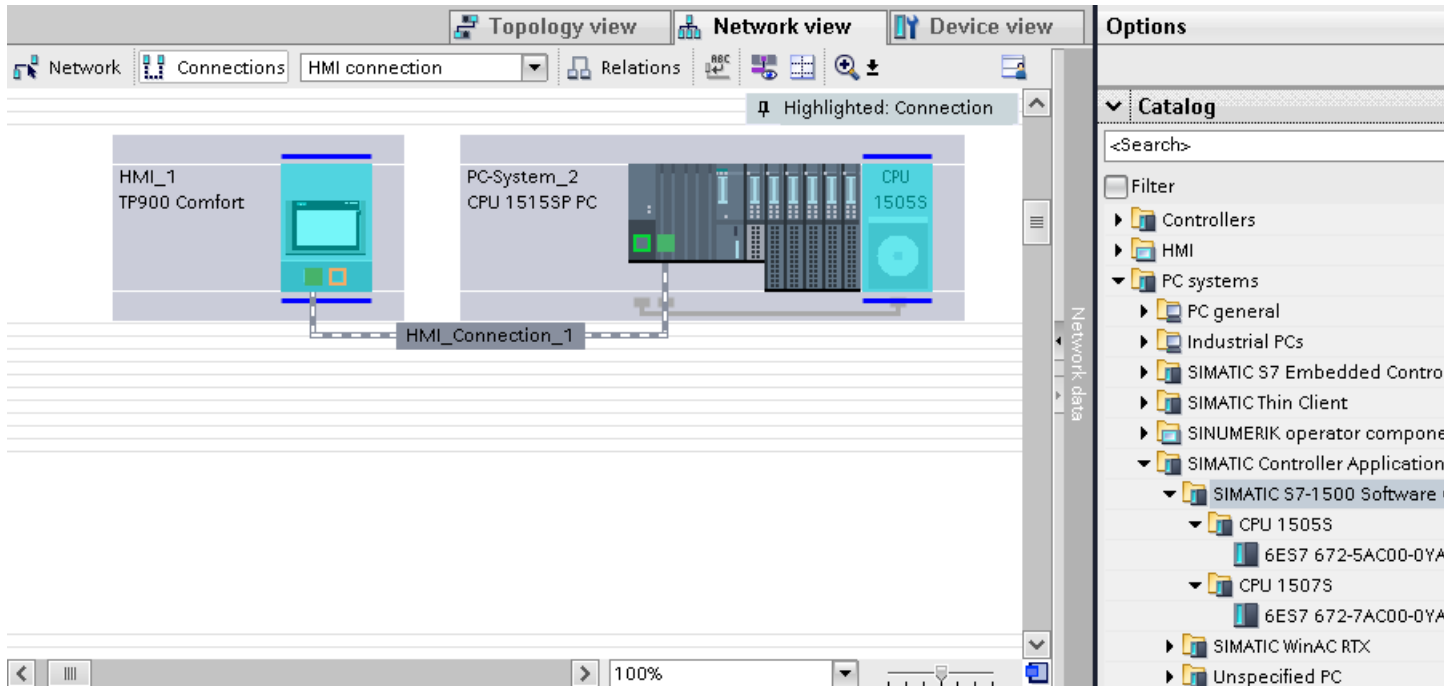 Topology view
Network view
Device view
Options
Network
Connections
HMI connection
Relations
Highlighted: Connection
Catalog
<Search>
Filter
HMI_1
TP900 Comfort
PC-System_2
CPU 1515SP PC
CPU
1505S
HMI_Connection_1
Network data
Controllers
HMI
PC systems
PC general
Industrial PCs
SIMATIC S7 Embedded Contro
SIMATIC Thin Client
SINUMERIK operator compone
SIMATIC Controller Application
SIMATIC S7-1500 Software
CPU 1505S
6ES7 672-5AC00-0YA
CPU 1507S
6ES7 672-7AC00-0YA
SIMATIC WinAC RTX
Unspecified PC
100%